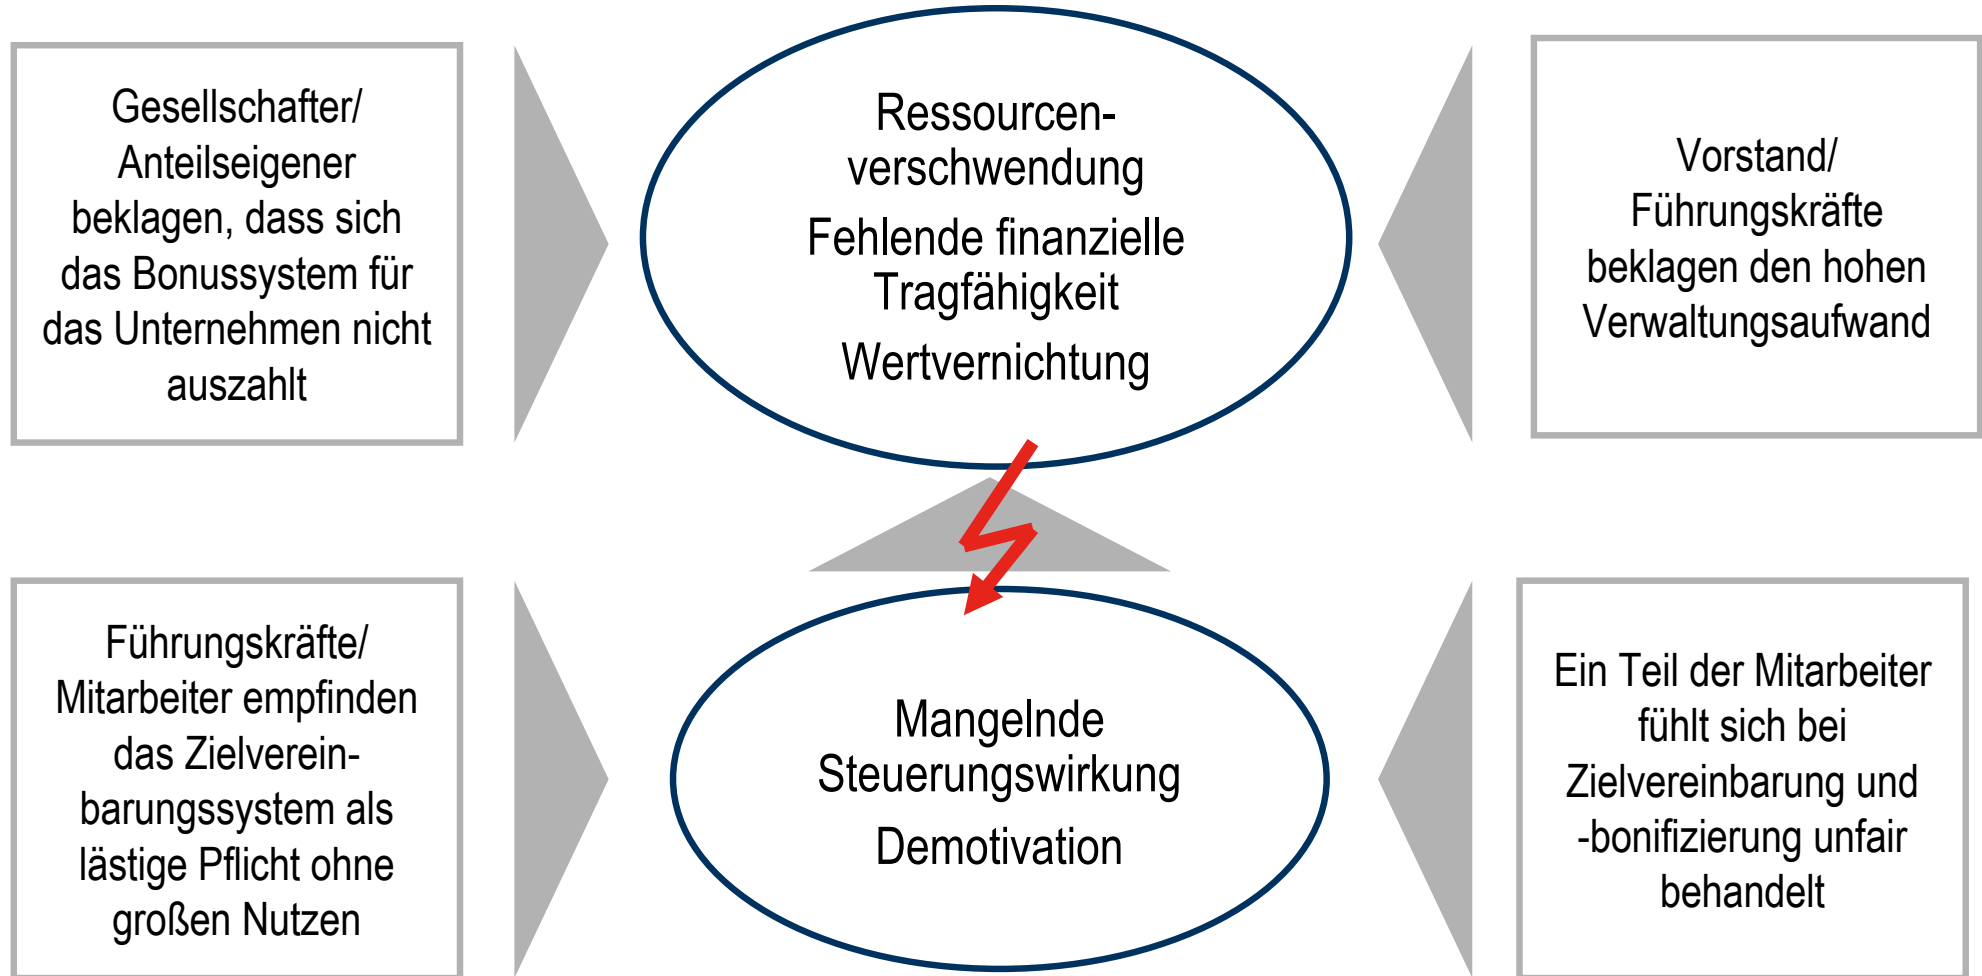 Gesellschafter/
Anteilseigner
beklagen, dass sich
das Bonussystem für
das Unternehmen nicht
auszahlt
Ressourcen-
verschwendung
Fehlende finanzielle
Tragfähigkeit
Wertvernichtung
Vorstand/
Führungskräfte
beklagen den hohen
Verwaltungsaufwand
Führungskräfte/
Mitarbeiter empfinden
das Zielverein-
barungssystem als
lästige Pflicht ohne
großen Nutzen
Mangelnde
Steuerungswirkung
Demotivation
Ein Teil der Mitarbeiter
fühlt sich bei
Zielvereinbarung und
-bonifizierung unfair
behandelt